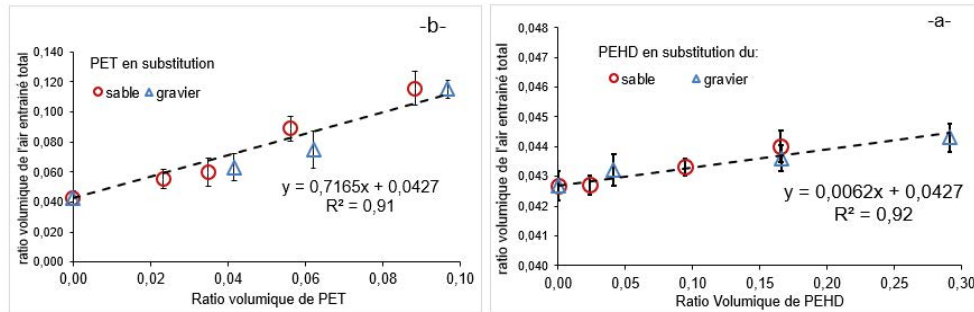 -b-
ratio volumique de l'air entrainé total
0,140
0,120
0,100
0,080
0,060
0,040
0,020
0,000
PET en substitution
sable gravier
y = 0,7165x + 0,0427
R² = 0,91
0,00 0,02 0,04 0,06 0,08 0,10
Ratio volumique de PET
-a-
ratio volumique de l'air entrainé total
0,048
0,047
0,046
0,045
0,044
0,043
0,042
0,041
0,040
PEHD en substitution du:
sable gravier
y = 0,0062x + 0,0427
R² = 0,92
0,00 0,05 0,10 0,15 0,20 0,25 0,30
Ratio Volumique de PEHD